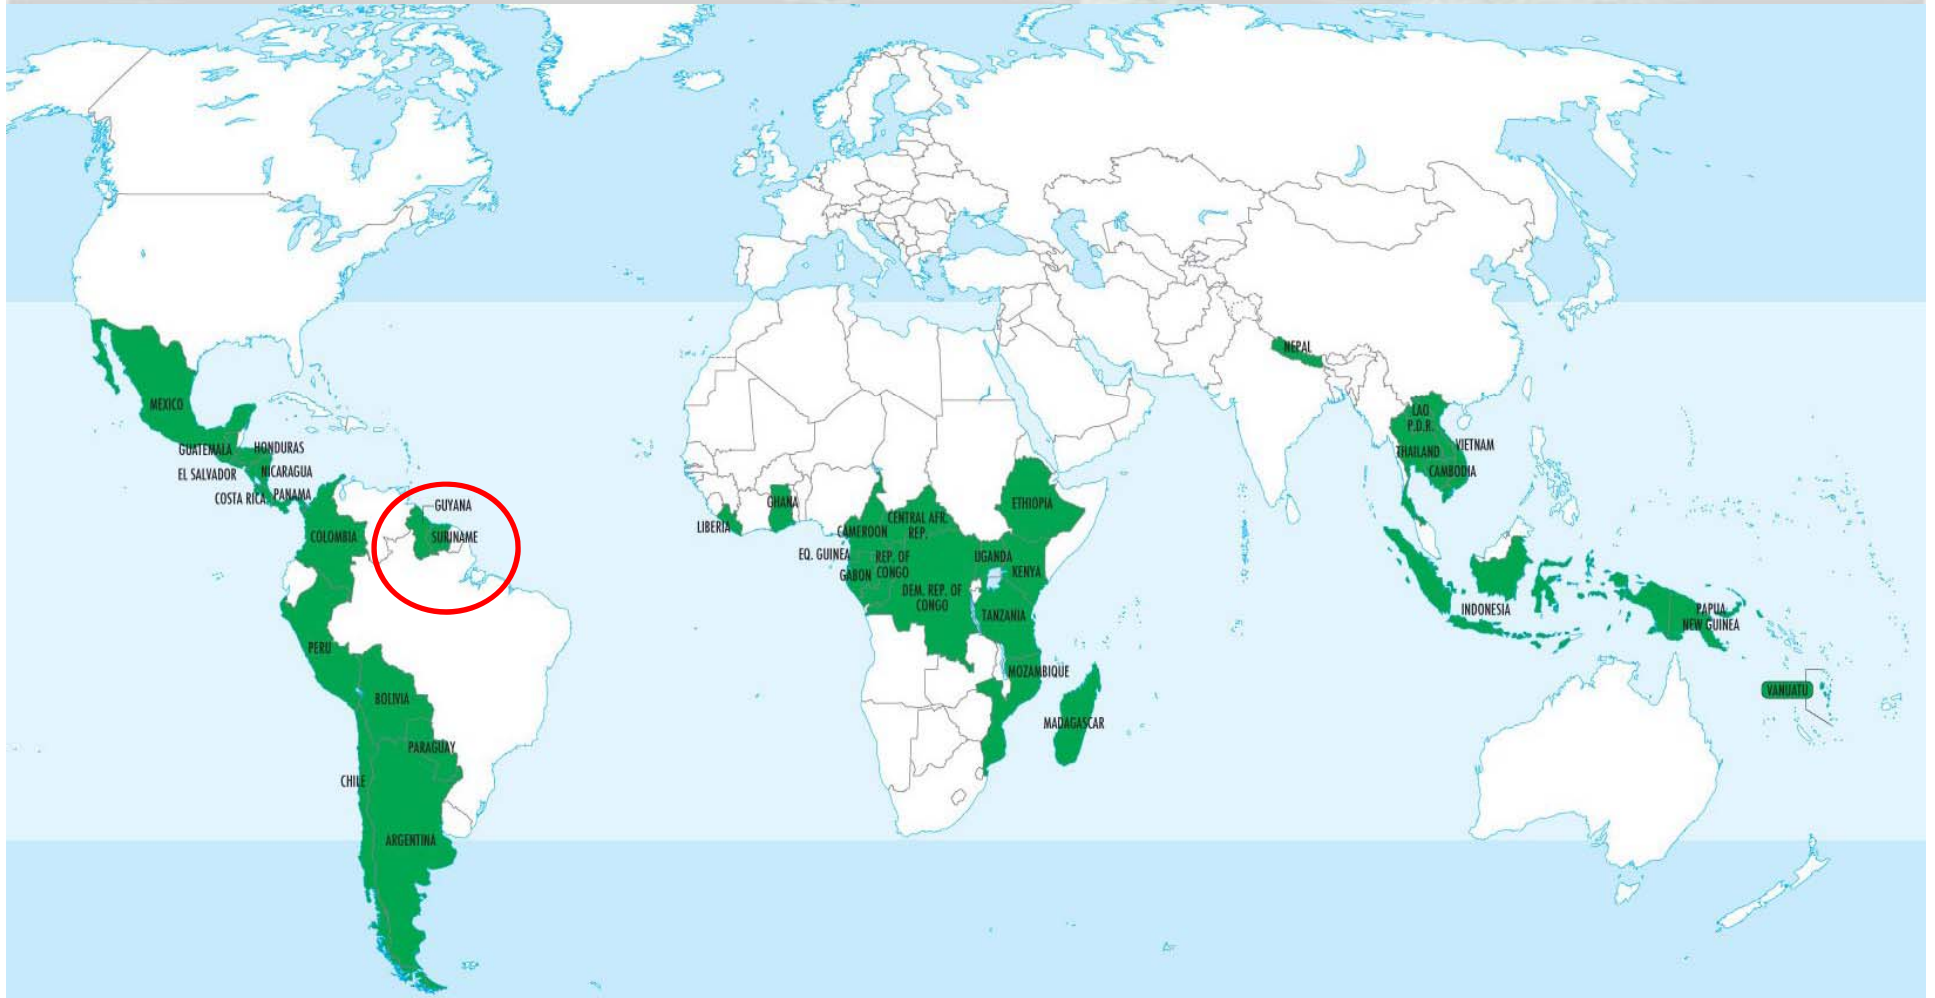 NEPAL
MEXICO
LAO
P.D.R.
GUATEMALA
HONDURAS
VIETNAM
THAILAND
EL SALVADOR
NICARAGUA
CAMBODIA
COSTA RICA
PANAMA
GUYANA
COLOMBIA
SURINAME
LIBERIA
GHANA
ETHIOPIA
CAMEROON
CENTRAL AFR.
REP.
EQ. GUINEA
REP. OF
CONGO
UGANDA
GABON
KENYA
DEM. REP. OF
CONGO
TANZANIA
INDONESIA
PAPUA
NEW GUINEA
PERU
MOZAMBIQUE
BOLIVIA
VANUATU
MADAGASCAR
PARAGUAY
CHILE
ARGENTINA